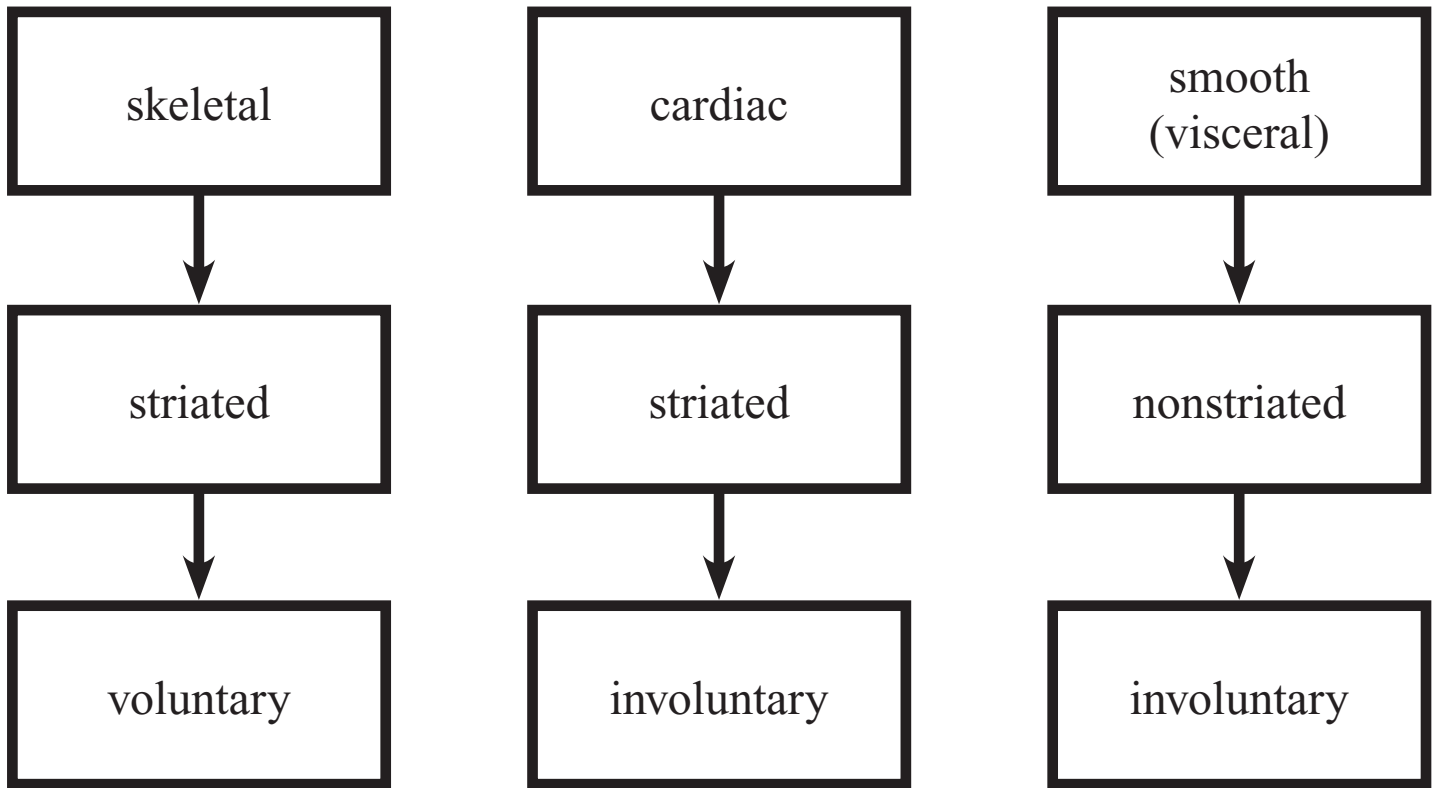 skeletal
cardiac
smooth
(visceral)
striated
striated
nonstriated
voluntary
involuntary
involuntary